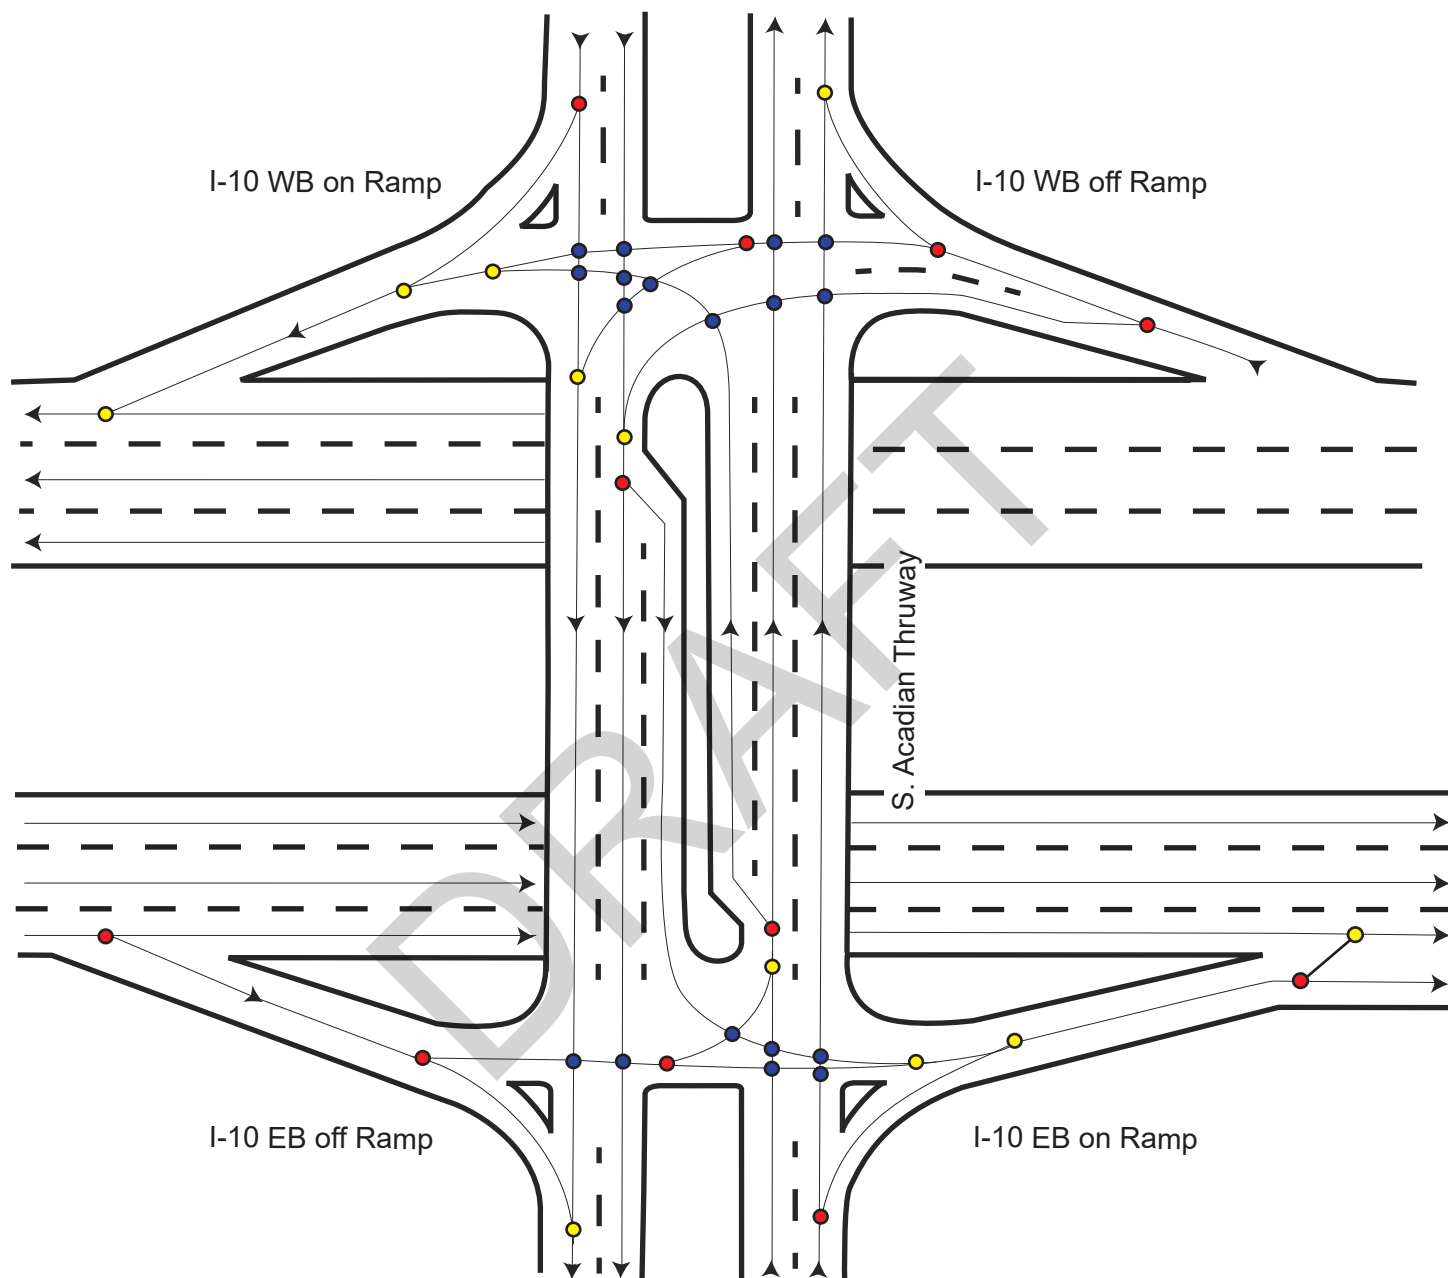 I-10 WB on Ramp
I-10 WB off Ramp
S. Acadian Thruway
DRAFT
I-10 EB off Ramp
I-10 EB on Ramp